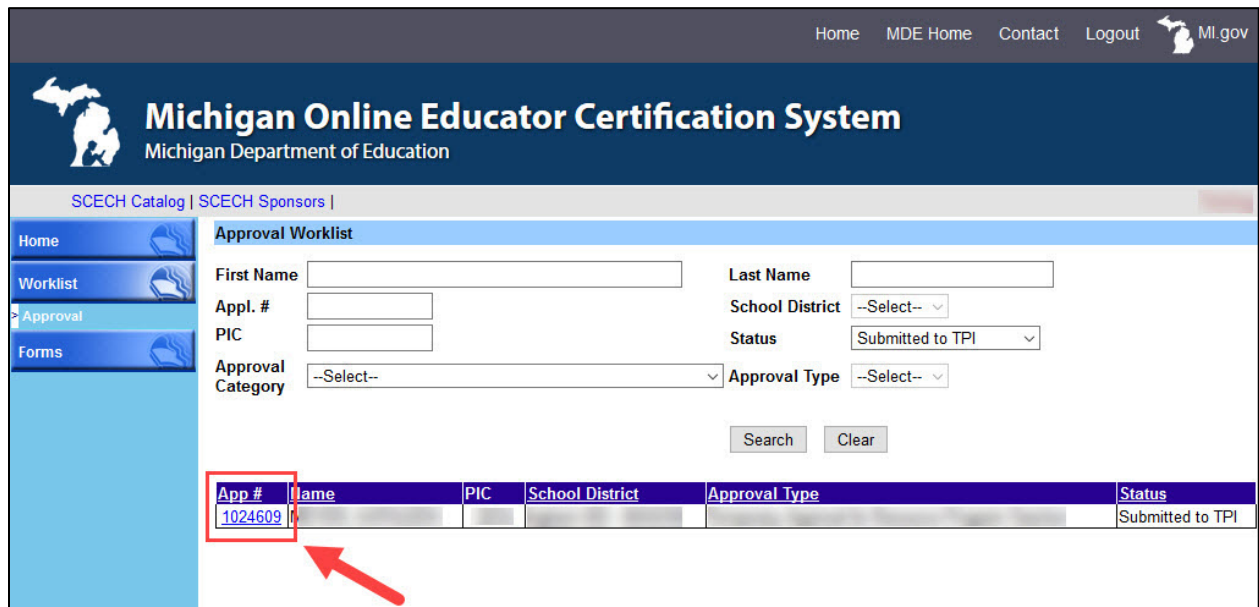 Home MDE Home Contact Logout MI.gov
Michigan Online Educator Certification System
Michigan Department of Education
SCECH Catalog | SCECH Sponsors |
Home
Worklist
> Approval
Forms
Approval Worklist
First Name Last Name
Appl. # School District --Select--
PIC Status Submitted to TPI
Approval Category --Select-- Approval Type --Select--
Search Clear
App # Name PIC School District Approval Type Status
1024609 Submitted to TPI